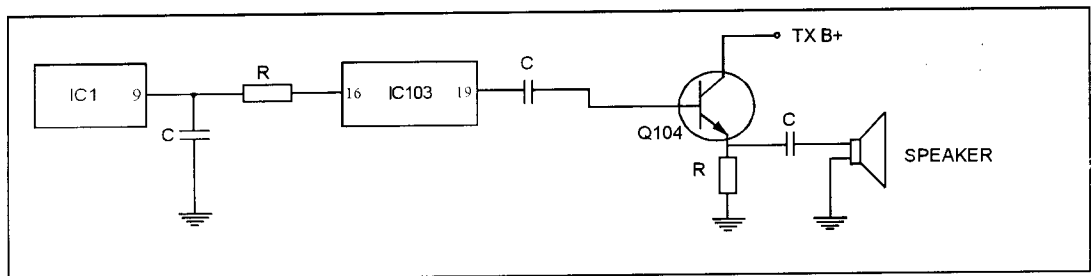 TX B+
C
R
IC1 9
16 IC103 19
C
Q104
C
R
SPEAKER